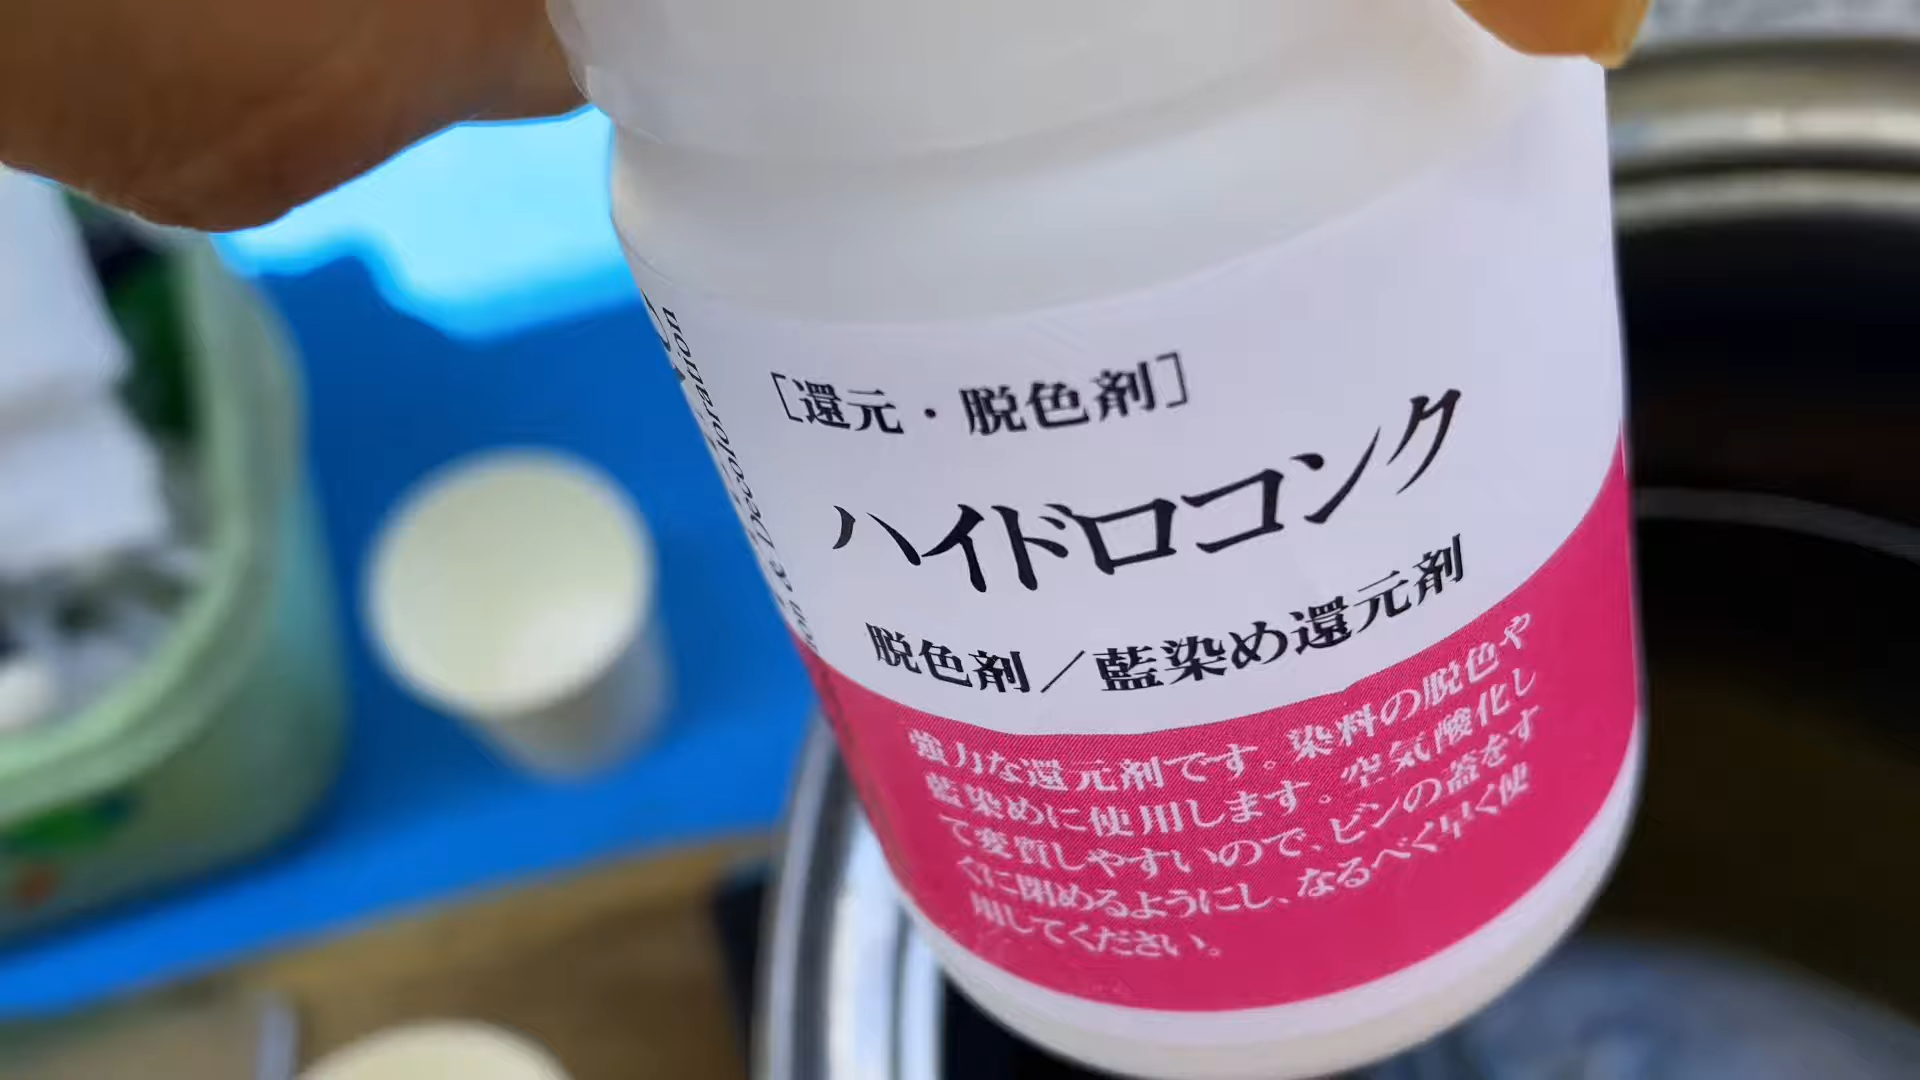 [還元・脱色剤]
ハイドロコンク
脱色剤／藍染め還元剤
強力な還元剤です。染料の脱色や
藍染めに使用します。空気酸化し
て変質しやすいので、ビンの蓋をす
ぐに閉めるようにし、なるべく早く使
用してください。
& Decoloration